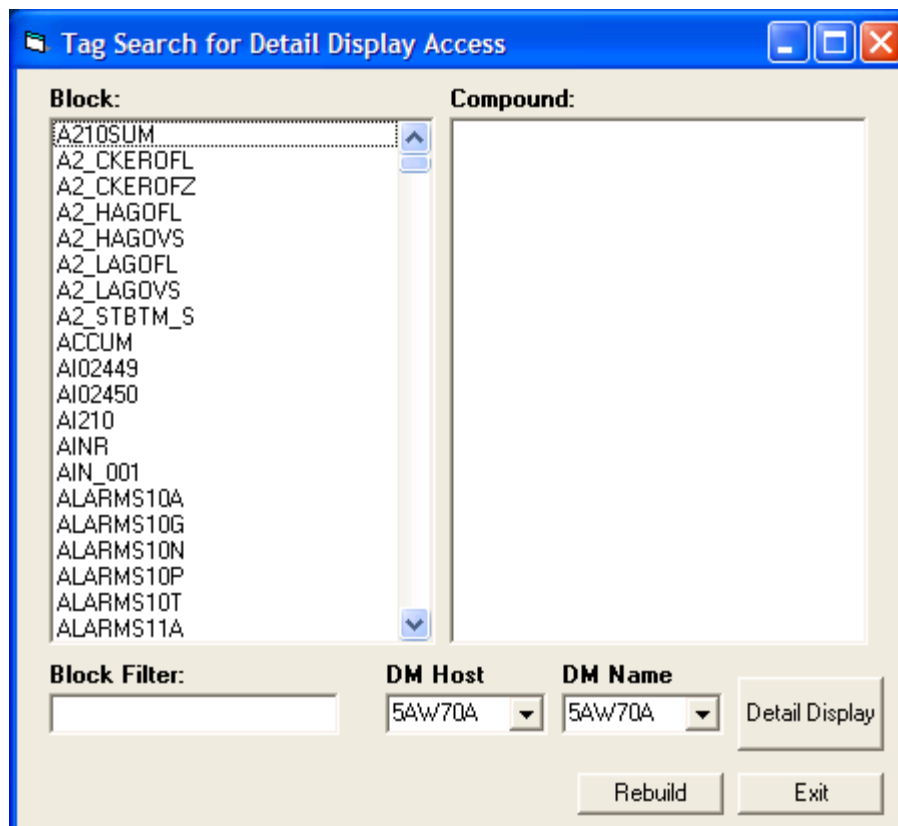 Tag Search for Detail Display Access
Block:
Compound:
A210SUM
A2_CKEROFL
A2_CKEROFZ
A2_HAGOFL
A2_HAGOVS
A2_LAGOFL
A2_LAGOVS
A2_STBTM_S
ACCUM
AI02449
AI02450
AI210
AINR
AIN_001
ALARMS10A
ALARMS10G
ALARMS10N
ALARMS10P
ALARMS10T
ALARMS11A
Block Filter:
DM Host
DM Name
5AW70A
5AW70A
Detail Display
Rebuild
Exit